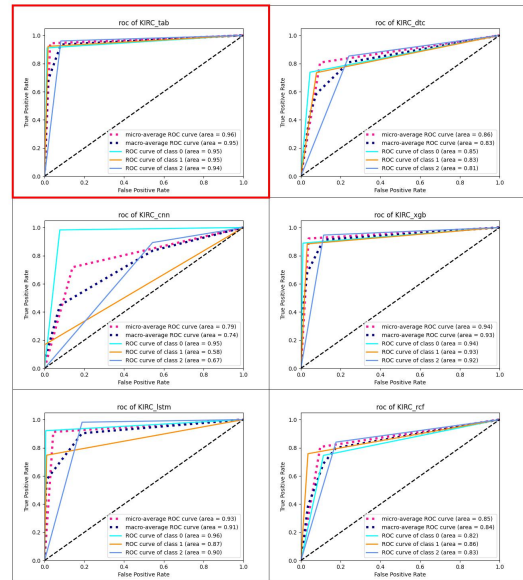 roc of KIRC_tab
True Positive Rate
1.0
0.8
0.6
0.4
0.2
0.0
micro-average ROC curve (area = 0.96)
macro-average ROC curve (area = 0.95)
ROC curve of class 0 (area = 0.95)
ROC curve of class 1 (area = 0.95)
ROC curve of class 2 (area = 0.94)
0.0 0.2 0.4 0.6 0.8 1.0
False Positive Rate
roc of KIRC_dtc
True Positive Rate
1.0
0.8
0.6
0.4
0.2
0.0
micro-average ROC curve (area = 0.86)
macro-average ROC curve (area = 0.83)
ROC curve of class 0 (area = 0.85)
ROC curve of class 1 (area = 0.83)
ROC curve of class 2 (area = 0.81)
0.0 0.2 0.4 0.6 0.8 1.0
False Positive Rate
roc of KIRC_cnn
True Positive Rate
1.0
0.8
0.6
0.4
0.2
0.0
micro-average ROC curve (area = 0.79)
macro-average ROC curve (area = 0.74)
ROC curve of class 0 (area = 0.95)
ROC curve of class 1 (area = 0.58)
ROC curve of class 2 (area = 0.67)
0.0 0.2 0.4 0.6 0.8 1.0
False Positive Rate
roc of KIRC_xgb
True Positive Rate
1.0
0.8
0.6
0.4
0.2
0.0
micro-average ROC curve (area = 0.94)
macro-average ROC curve (area = 0.93)
ROC curve of class 0 (area = 0.94)
ROC curve of class 1 (area = 0.93)
ROC curve of class 2 (area = 0.92)
0.0 0.2 0.4 0.6 0.8 1.0
False Positive Rate
roc of KIRC_lstm
True Positive Rate
1.0
0.8
0.6
0.4
0.2
0.0
micro-average ROC curve (area = 0.93)
macro-average ROC curve (area = 0.91)
ROC curve of class 0 (area = 0.96)
ROC curve of class 1 (area = 0.87)
ROC curve of class 2 (area = 0.90)
0.0 0.2 0.4 0.6 0.8 1.0
False Positive Rate
roc of KIRC_rcf
True Positive Rate
1.0
0.8
0.6
0.4
0.2
0.0
micro-average ROC curve (area = 0.85)
macro-average ROC curve (area = 0.84)
ROC curve of class 0 (area = 0.82)
ROC curve of class 1 (area = 0.86)
ROC curve of class 2 (area = 0.83)
0.0 0.2 0.4 0.6 0.8 1.0
False Positive Rate